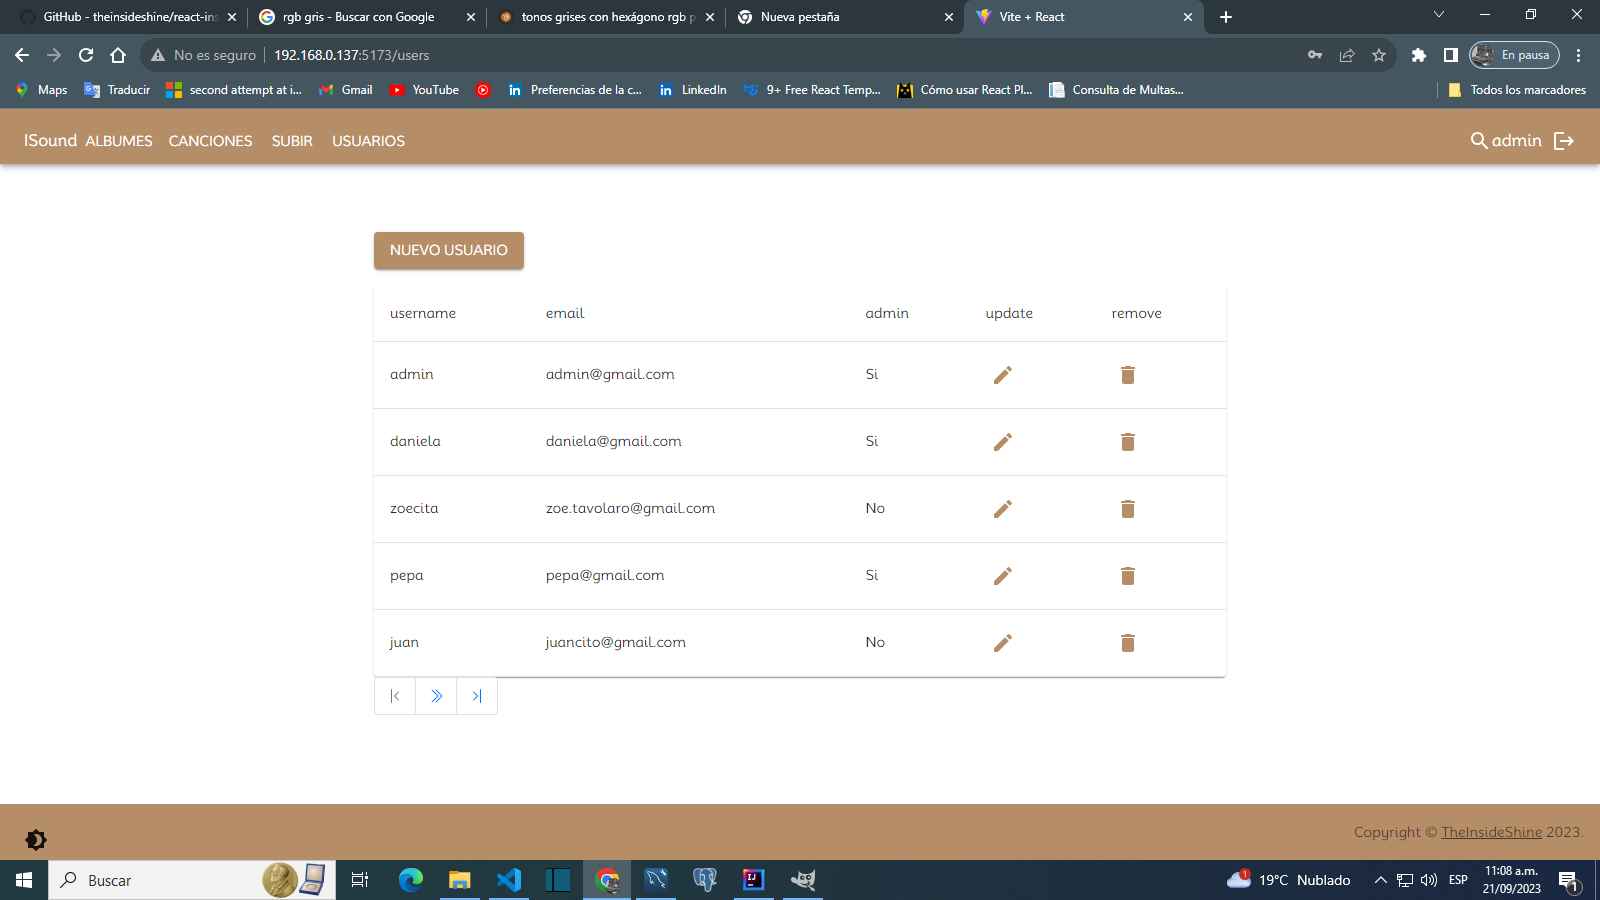 GitHub - theinsideshine/react-ins
rgb gris - Buscar con Google
tonos grises con hexágono rgb p
Nueva pestaña
Vite + React
No es seguro
192.168.0.137:5173/users
En pausa
Maps
Traducir
second attempt at i...
Gmail
YouTube
Preferencias de la c...
LinkedIn
9+ Free React Temp...
Cómo usar React Pl...
Consulta de Multas...
Todos los marcadores
ISound ALBUMES CANCIONES SUBIR USUARIOS
admin
NUEVO USUARIO
username email admin update remove
admin admin@gmail.com Si
daniela daniela@gmail.com Si
zoecita zoe.tavolaro@gmail.com No
pepa pepa@gmail.com Si
juan juancito@gmail.com No
Copyright © TheInsideShine 2023.
Buscar
1
19°C Nublado
ESP
11:08 a.m.
21/09/2023
1